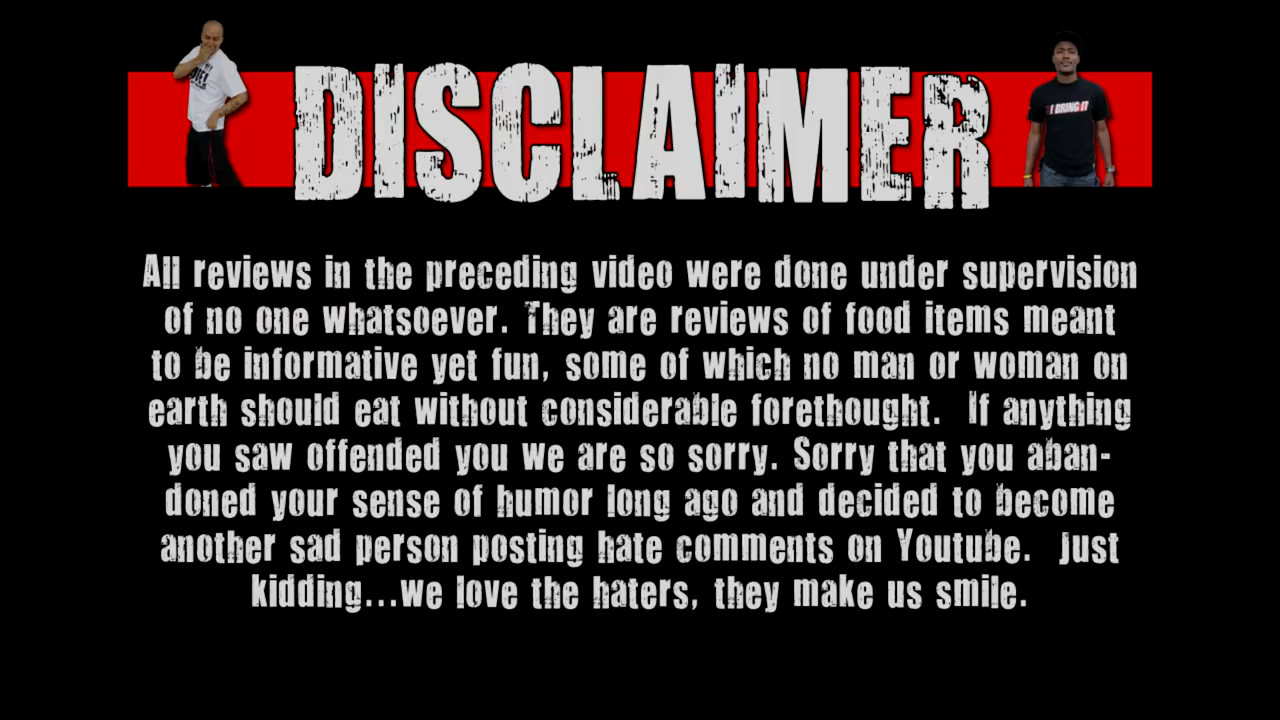 DISCLAIMER
I BRING IT
All reviews in the preceding video were done under supervision
of no one whatsoever. They are reviews of food items meant
to be informative yet fun, some of which no man or woman on
earth should eat without considerable forethought. If anything
you saw offended you we are so sorry. Sorry that you aban-
doned your sense of humor long ago and decided to become
another sad person posting hate comments on Youtube. Just
kidding...we love the haters, they make us smile.